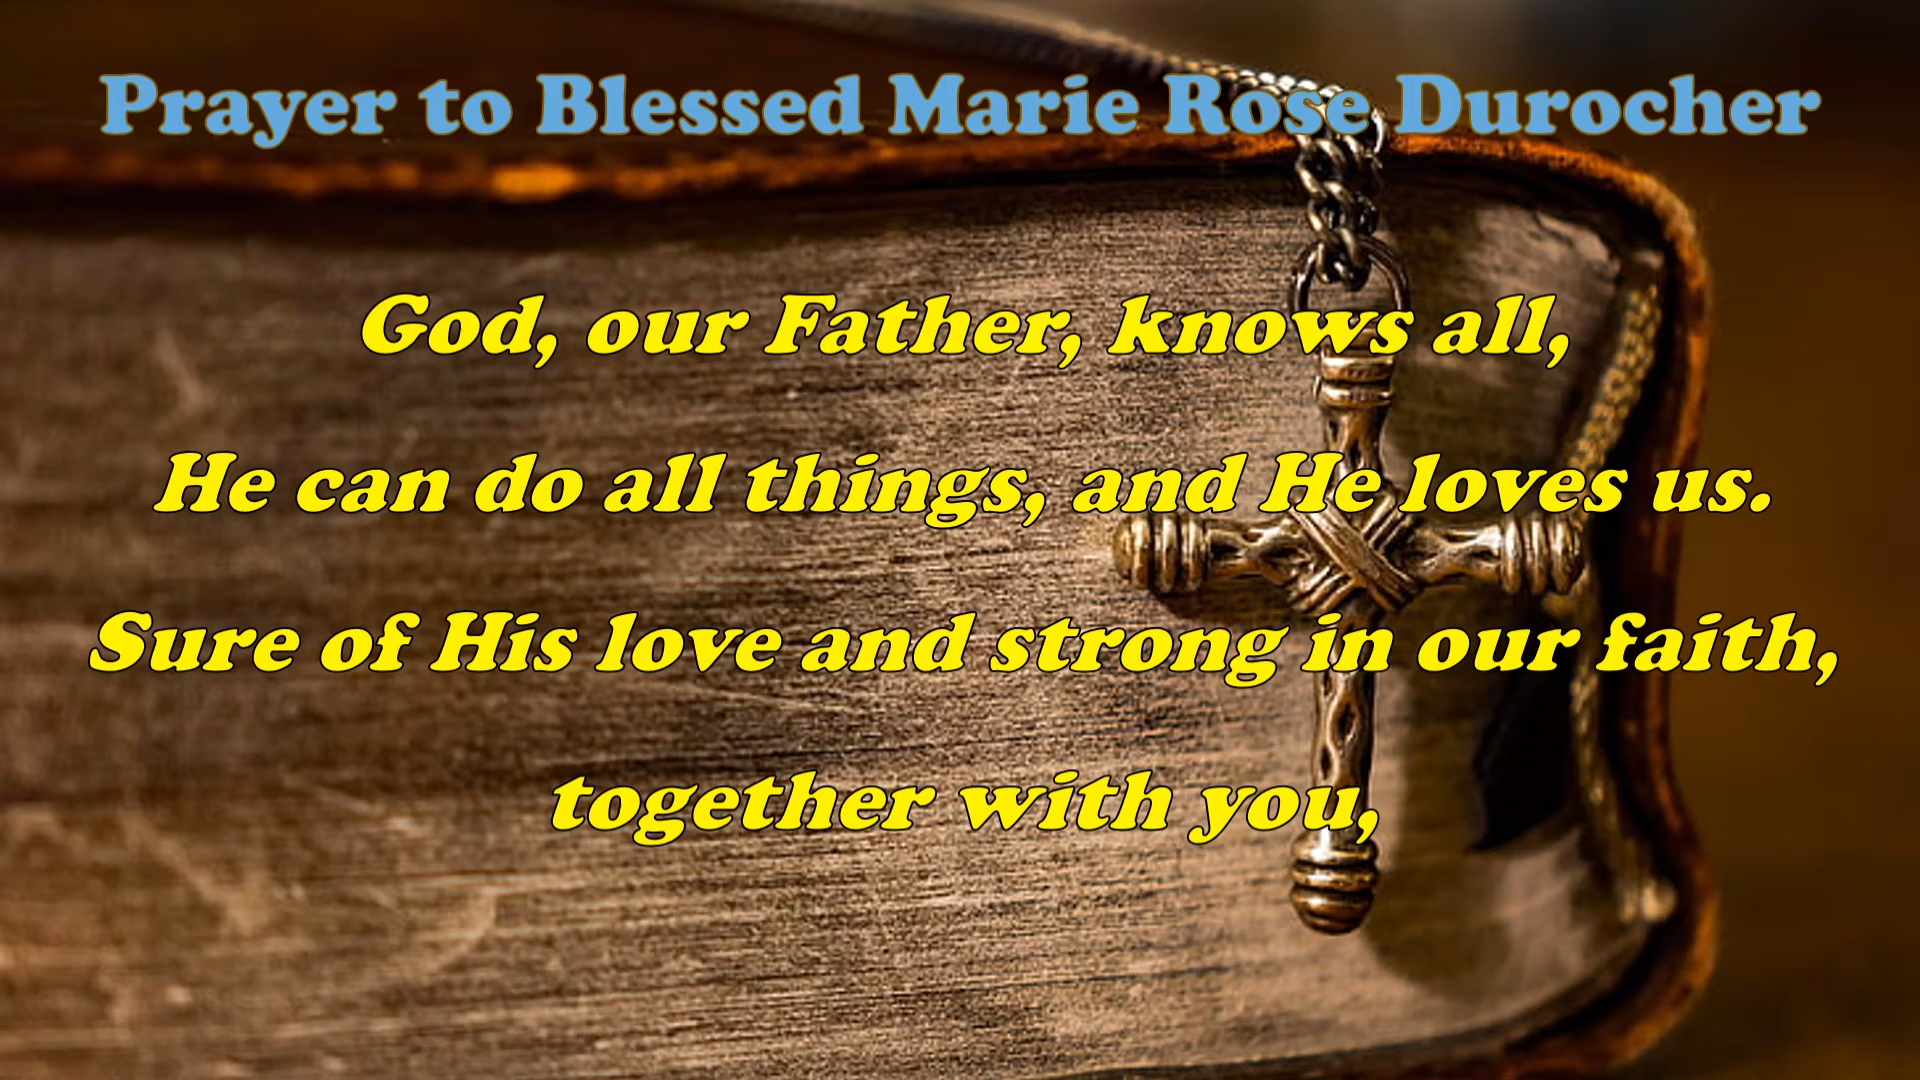 Prayer to Blessed Marie Rose Durocher
God, our Father, knows all,
He can do all things, and He loves us.
Sure of His love and strong in our faith,
together with you,